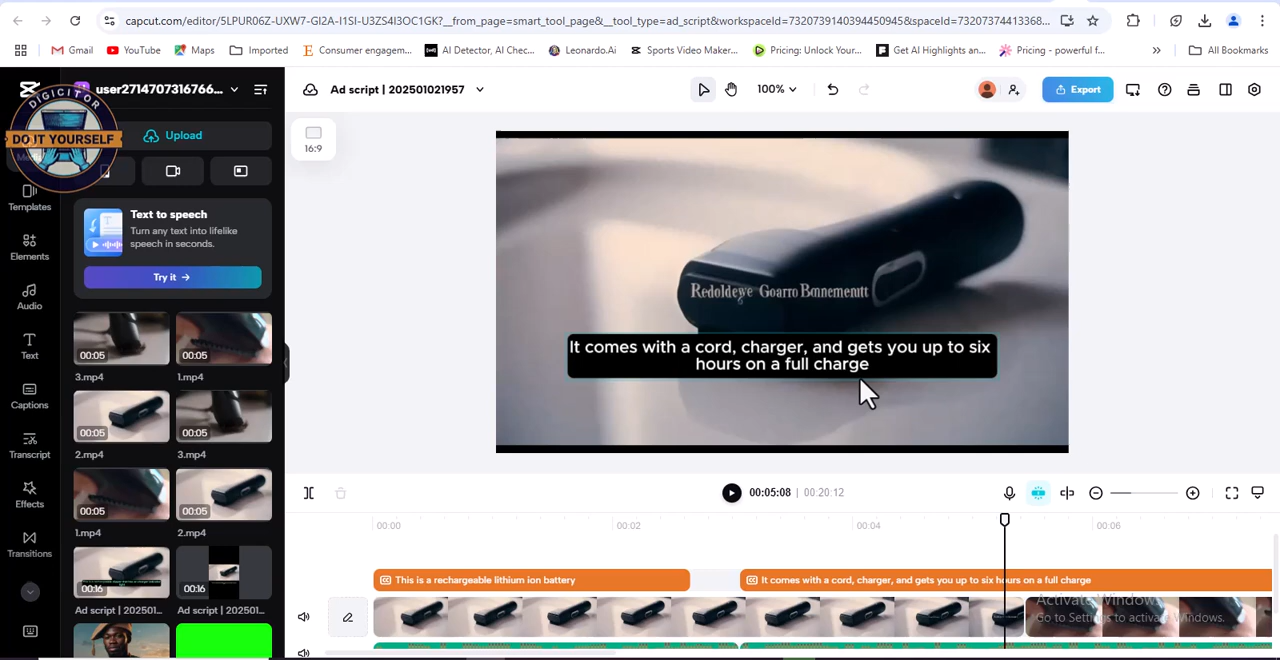 capcut.com/editor/5LPUR06Z-UXW7-GI2A-I1SI-U3ZS4I3OC1GK?__from_page=smart_tool_page&__tool_type=ad_script&workspaceId=7320739140394450945&spaceId=73207374413368...
Gmail YouTube Maps Imported Consumer engagem... AI Detector, AI Chec... Leonardo.Ai Sports Video Maker... Pricing: Unlock Your... Get AI Highlights an... Pricing - powerful f... » All Bookmarks
user2714707316766...
Ad script | 202501021957
100%
Export
DIGICITOR
DO IT YOURSELF
Upload
16:9
Templates
Text to speech
Turn any text into lifelike
speech in seconds.
Try it →
Elements
Audio
Text
Captions
Transcript
Effects
Transitions
00:05 00:05
3.mp4 1.mp4
00:05 00:05
2.mp4 3.mp4
00:05 00:05
1.mp4 2.mp4
00:16 00:16
Ad script | 202501... Ad script | 202501...
Redoldeye Goarro Bmnementt
It comes with a cord, charger, and gets you up to six
hours on a full charge
00:05:08 | 00:20:12
00:00 00:02 00:04 00:06
This is a rechargeable lithium ion battery
It comes with a cord, charger, and gets you up to six hours on a full charge
Activate Windows
Go to Settings to activate Windows.